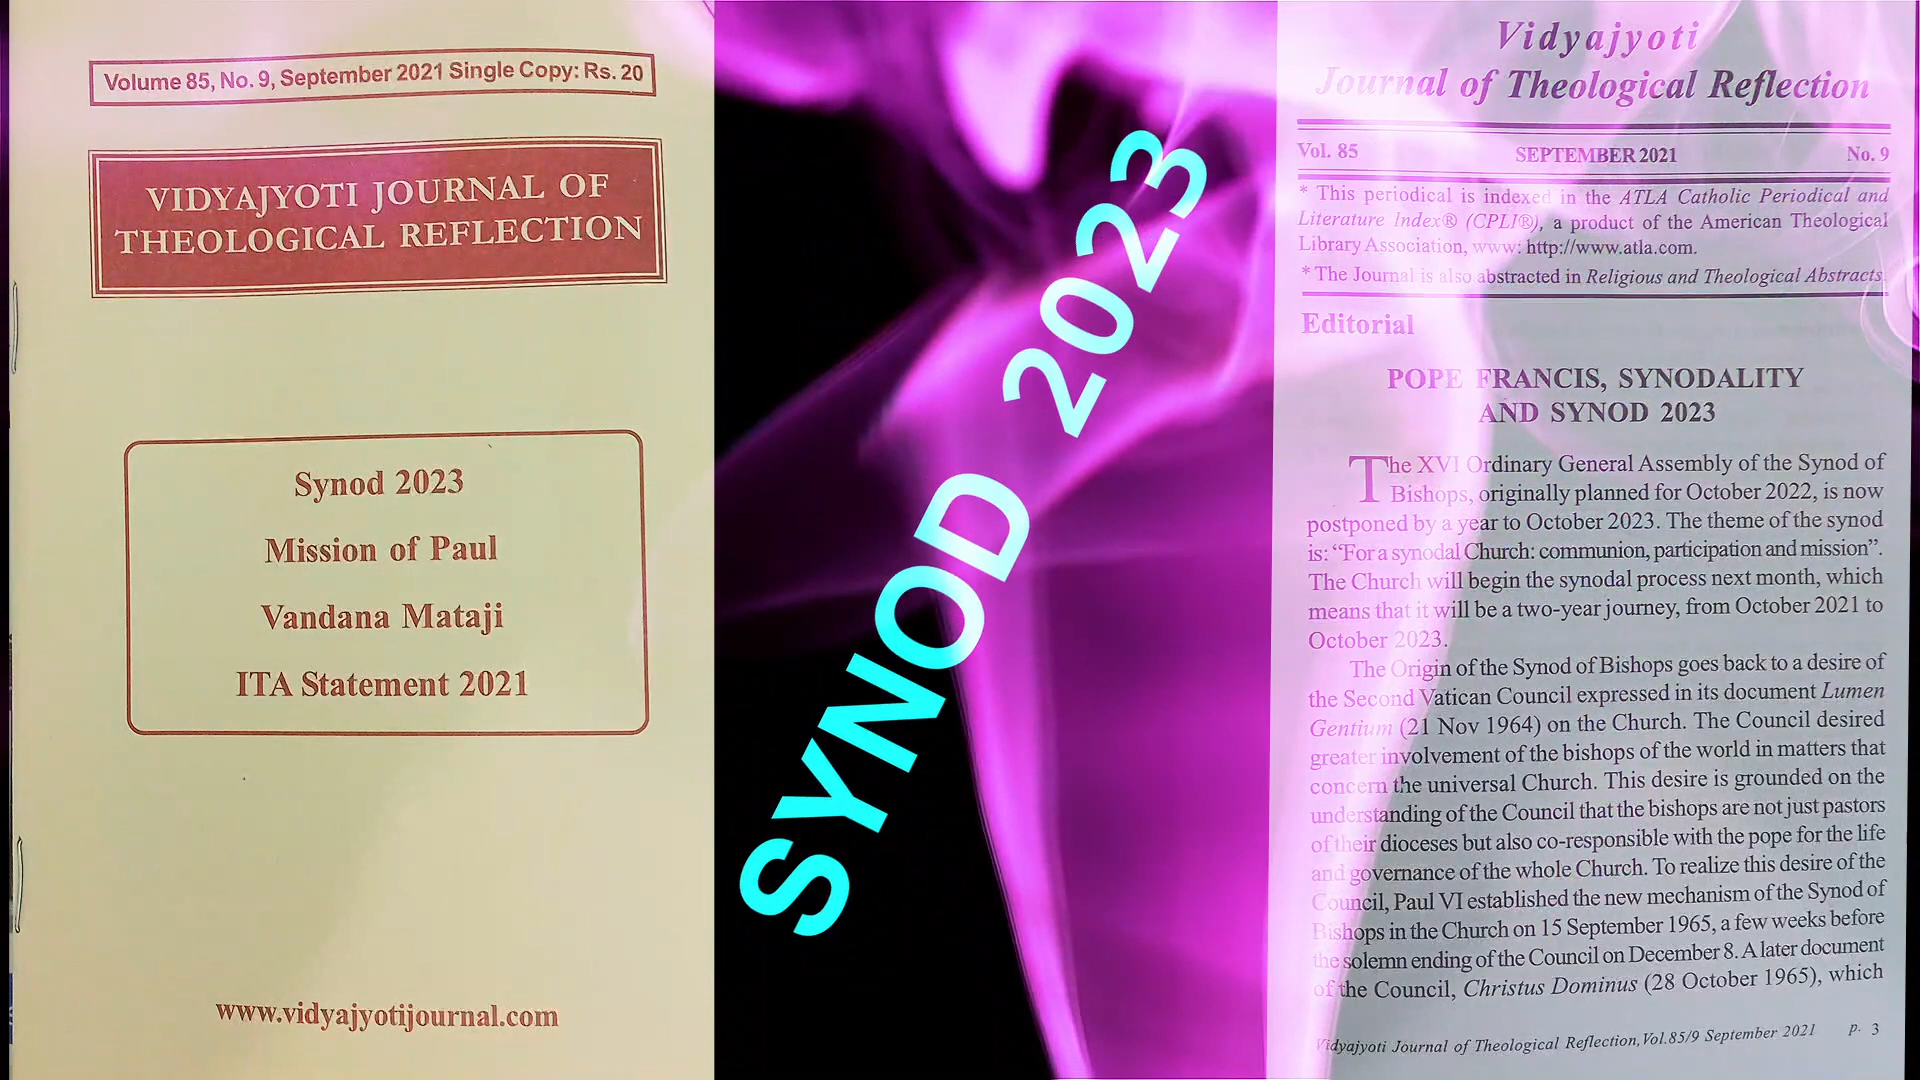 Volume 85, No. 9, September 2021 Single Copy: Rs. 20
VIDYAJYOTI JOURNAL OF
THEOLOGICAL REFLECTION
Synod 2023
Mission of Paul
Vandana Mataji
ITA Statement 2021
www.vidyajyotijournal.com
SYNOD 2023
Vidyajyoti
Journal of Theological Reflection
Vol. 85 SEPTEMBER 2021 No. 9
* This periodical is indexed in the ATLA Catholic Periodical and
Literature Index® (CPLI®), a product of the American Theological
Library Association, www: http://www.atla.com.
* The Journal is also abstracted in Religious and Theological Abstracts.
Editorial
POPE FRANCIS, SYNODALITY
AND SYNOD 2023
The XVI Ordinary General Assembly of the Synod of
Bishops, originally planned for October 2022, is now
postponed by a year to October 2023. The theme of the synod
is: “For a synodal Church: communion, participation and mission”.
The Church will begin the synodal process next month, which
means that it will be a two-year journey, from October 2021 to
October 2023.
The Origin of the Synod of Bishops goes back to a desire of
the Second Vatican Council expressed in its document Lumen
Gentium (21 Nov 1964) on the Church. The Council desired
greater involvement of the bishops of the world in matters that
concern the universal Church. This desire is grounded on the
understanding of the Council that the bishops are not just pastors
of their dioceses but also co-responsible with the pope for the life
and governance of the whole Church. To realize this desire of the
Council, Paul VI established the new mechanism of the Synod of
Bishops in the Church on 15 September 1965, a few weeks before
the solemn ending of the Council on December 8. A later document
of the Council, Christus Dominus (28 October 1965), which
Vidyajyoti Journal of Theological Reflection, Vol.85/9 September 2021 p. 3